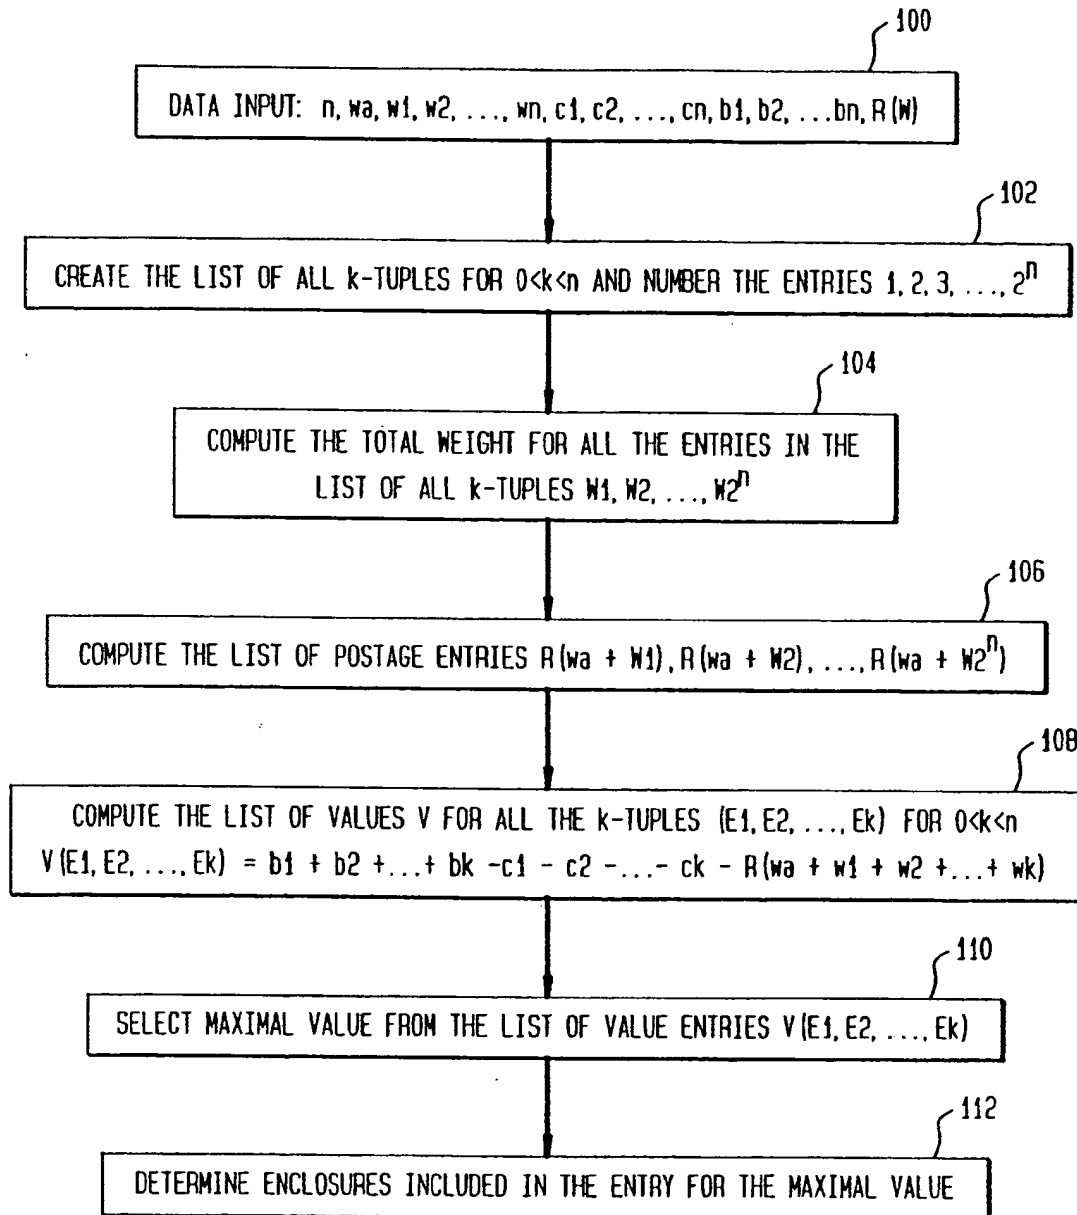 100
DATA INPUT: n, wa, w1, w2, ..., wn, c1, c2, ..., cn, b1, b2, ...bn, R(W)
102
CREATE THE LIST OF ALL k-TUPLES FOR 0<k<n AND NUMBER THE ENTRIES 1, 2, 3, ..., 2^n
104
COMPUTE THE TOTAL WEIGHT FOR ALL THE ENTRIES IN THE
LIST OF ALL k-TUPLES W1, W2, ..., W2^n
106
COMPUTE THE LIST OF POSTAGE ENTRIES R(wa + W1), R(wa + W2), ..., R(wa + W2^n)
108
COMPUTE THE LIST OF VALUES V FOR ALL THE k-TUPLES (E1, E2, ..., Ek) FOR 0<k<n
V(E1, E2, ..., Ek) = b1 + b2 +...+ bk -c1 - c2 -...- ck - R(wa + w1 + w2 +...+ wk)
110
SELECT MAXIMAL VALUE FROM THE LIST OF VALUE ENTRIES V(E1, E2, ..., Ek)
112
DETERMINE ENCLOSURES INCLUDED IN THE ENTRY FOR THE MAXIMAL VALUE